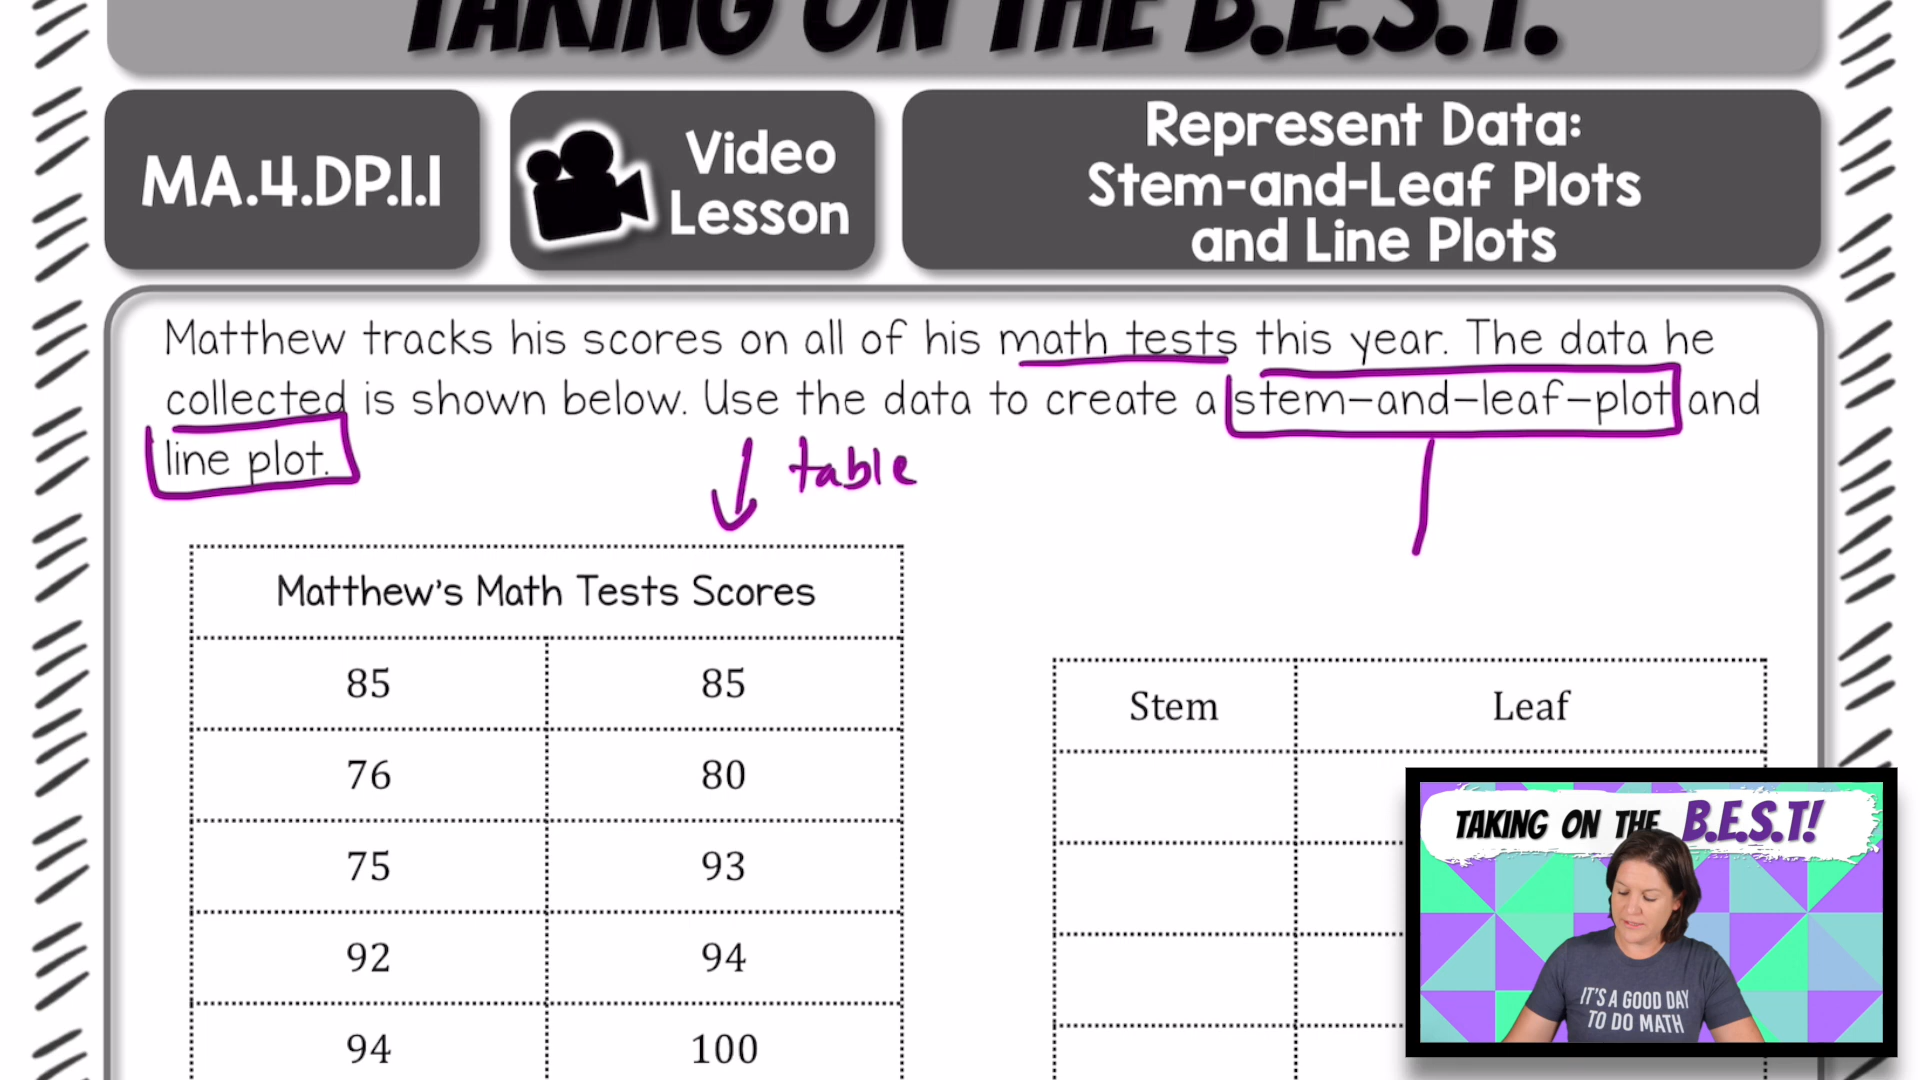 TAKING ON THE B.E.S.T.
MA.4.DP.1.1
Video
Lesson
Represent Data:
Stem-and-Leaf Plots
and Line Plots
Matthew tracks his scores on all of his math tests this year. The data he
collected is shown below. Use the data to create a stem-and-leaf-plot and
line plot.
table
Matthew's Math Tests Scores
85 85
76 80
75 93
92 94
94 100
Stem Leaf
TAKING ON THE B.E.S.T!
IT'S A GOOD DAY
TO DO MATH